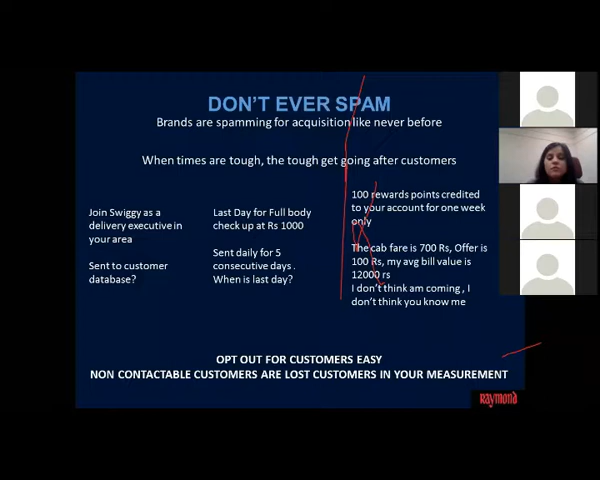 DON'T EVER SPAM
Brands are spamming for acquisition like never before
When times are tough, the tough get going after customers
Join Swiggy as a
delivery executive in
your area
Sent to customer
database?
Last Day for Full body
check up at Rs 1000
Sent daily for 5
consecutive days .
When is last day?
100 rewards points credited
to your account for one week
only
The cab fare is 700 Rs, Offer is
100 Rs, my avg bill value is
12000 rs
I don't think am coming , I
don't think you know me
OPT OUT FOR CUSTOMERS EASY
NON CONTACTABLE CUSTOMERS ARE LOST CUSTOMERS IN YOUR MEASUREMENT
Raymond